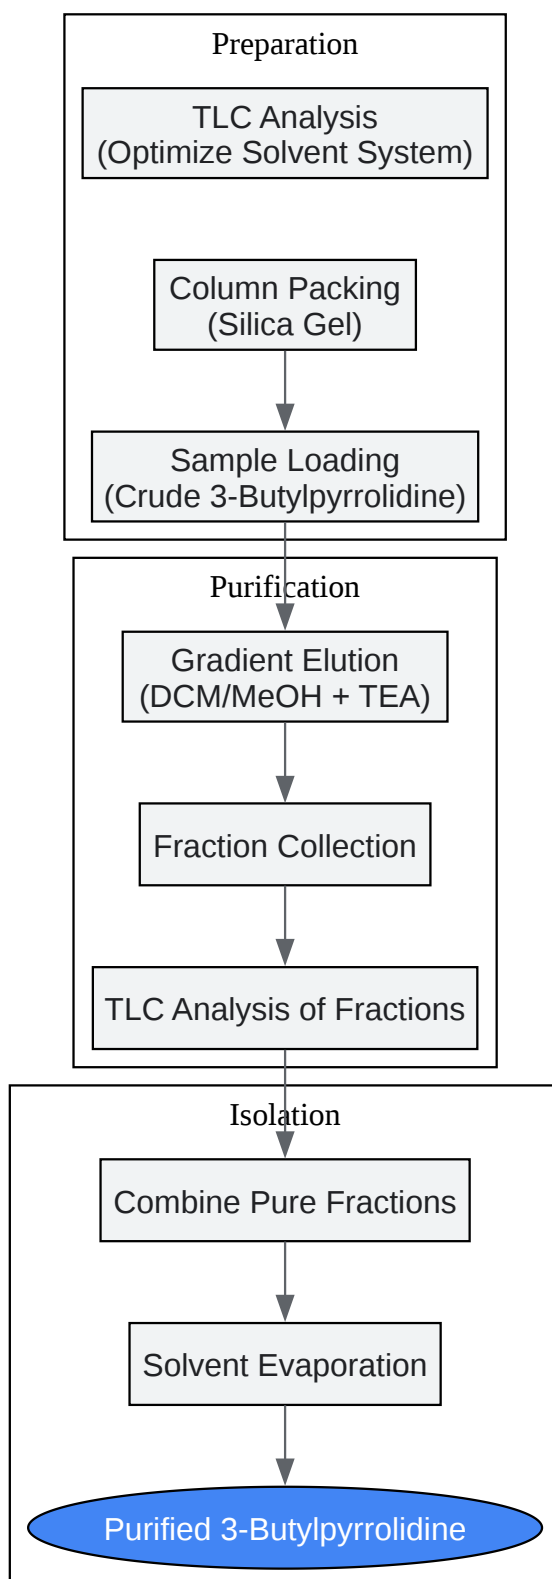 Preparation
TLC Analysis
(Optimize Solvent System)
Column Packing
(Silica Gel)
Sample Loading
(Crude 3-Butylpyrrolidine)
Purification
Gradient Elution
(DCM/MeOH + TEA)
Fraction Collection
TLC Analysis of Fractions
Isolation
Combine Pure Fractions
Solvent Evaporation
Purified 3-Butylpyrrolidine